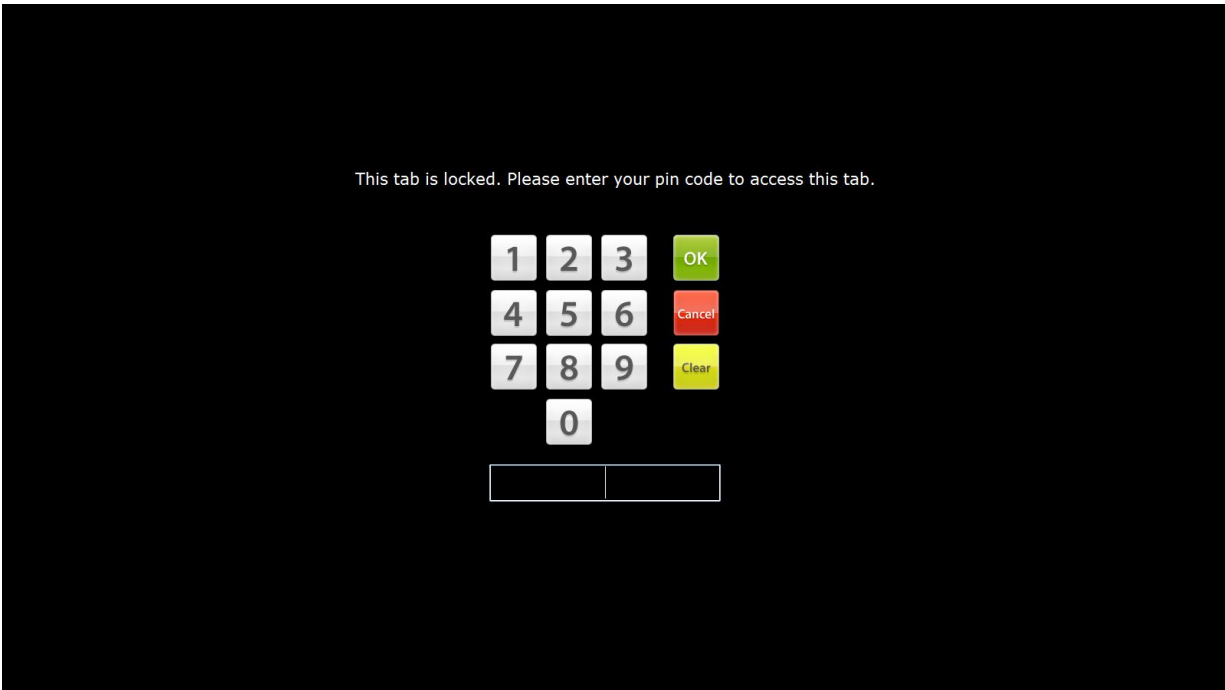 This tab is locked. Please enter your pin code to access this tab.
1 2 3 OK
4 5 6 Cancel
7 8 9 Clear
0